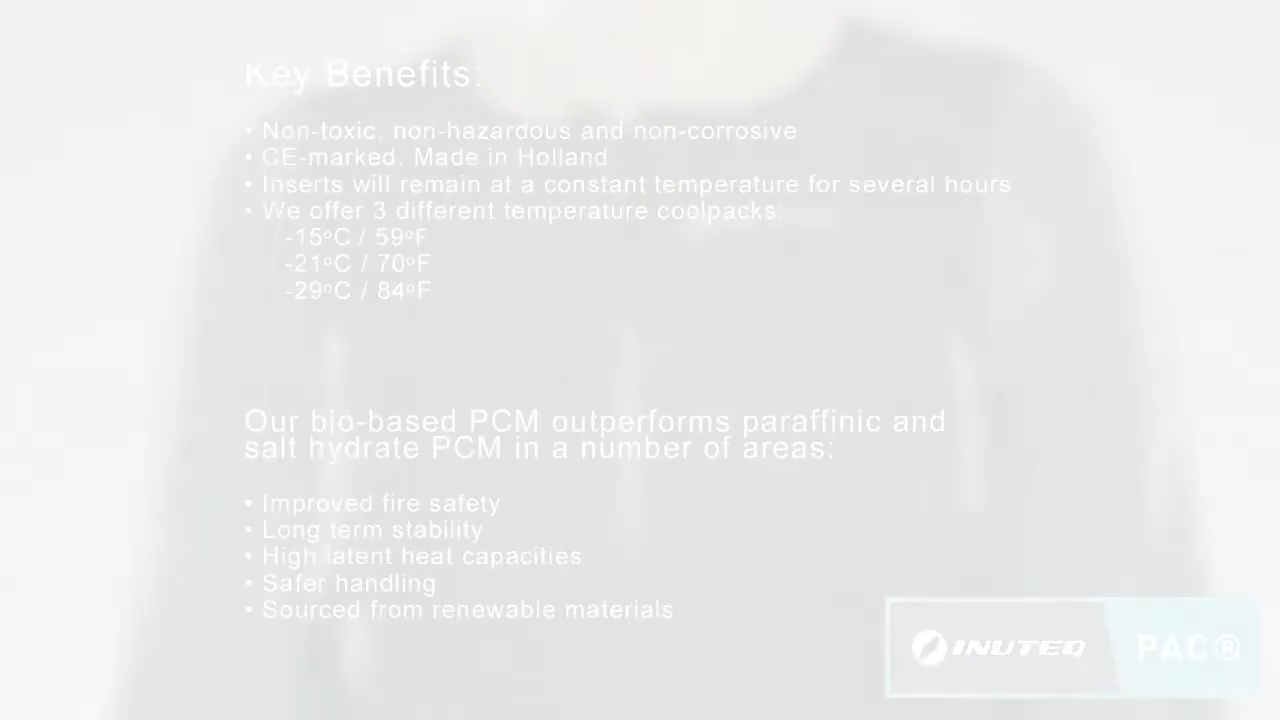 Key Benefits:
• Non-toxic, non-hazardous and non-corrosive
• CE-marked. Made in Holland
• Inserts will remain at a constant temperature for several hours
• We offer 3 different temperature coolpacks:
-15ºC / 59ºF
-21ºC / 70ºF
-29ºC / 84ºF
Our bio-based PCM outperforms paraffinic and
salt hydrate PCM in a number of areas:
• Improved fire safety
• Long term stability
• High latent heat capacities
• Safer handling
• Sourced from renewable materials
INUTEQ PAC®